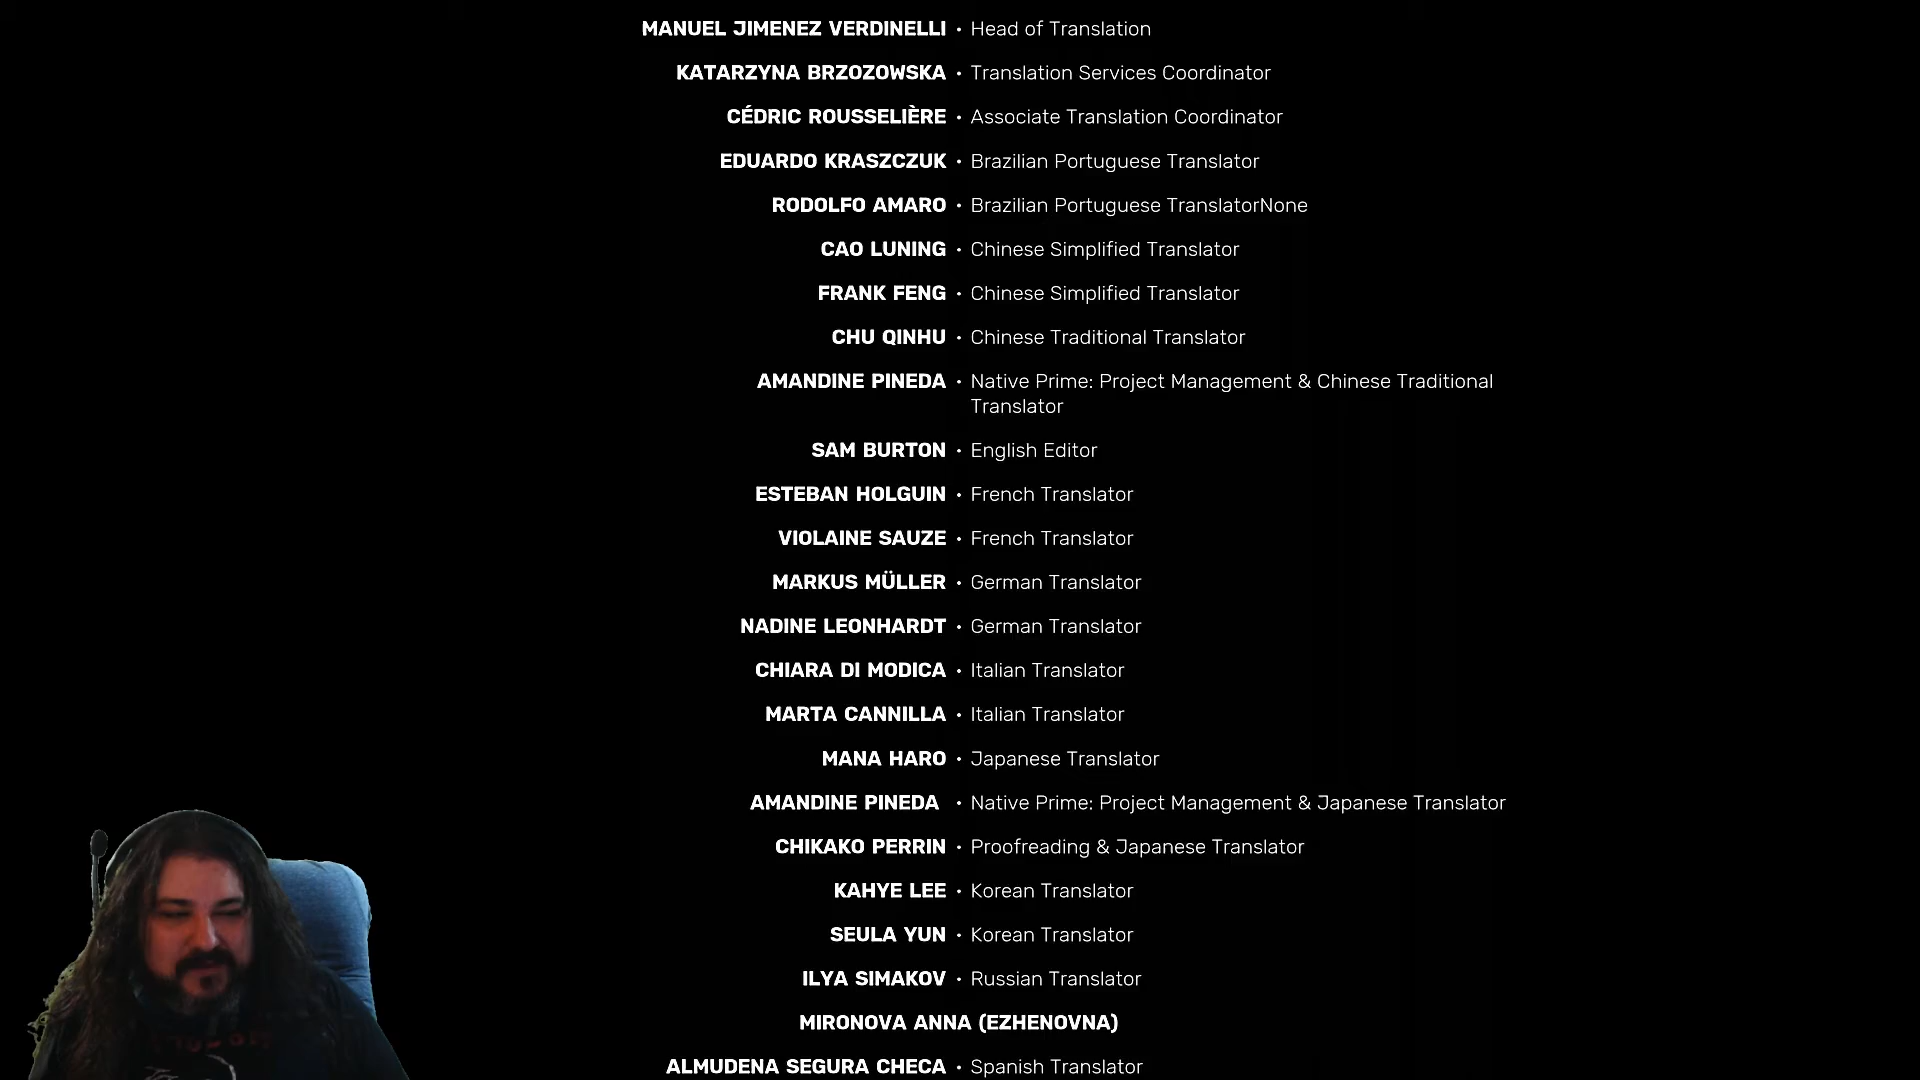 MANUEL JIMENEZ VERDINELLI • Head of Translation
KATARZYNA BRZOZOWSKA • Translation Services Coordinator
CÉDRIC ROUSSELIÈRE • Associate Translation Coordinator
EDUARDO KRASZCZUK • Brazilian Portuguese Translator
RODOLFO AMARO • Brazilian Portuguese TranslatorNone
CAO LUNING • Chinese Simplified Translator
FRANK FENG • Chinese Simplified Translator
CHU QINHU • Chinese Traditional Translator
AMANDINE PINEDA • Native Prime: Project Management & Chinese Traditional
Translator
SAM BURTON • English Editor
ESTEBAN HOLGUIN • French Translator
VIOLAINE SAUZE • French Translator
MARKUS MÜLLER • German Translator
NADINE LEONHARDT • German Translator
CHIARA DI MODICA • Italian Translator
MARTA CANNILLA • Italian Translator
MANA HARO • Japanese Translator
AMANDINE PINEDA • Native Prime: Project Management & Japanese Translator
CHIKAKO PERRIN • Proofreading & Japanese Translator
KAHYE LEE • Korean Translator
SEULA YUN • Korean Translator
ILYA SIMAKOV • Russian Translator
MIRONOVA ANNA (EZHENOVNA)
ALMUDENA SEGURA CHECA • Spanish Translator